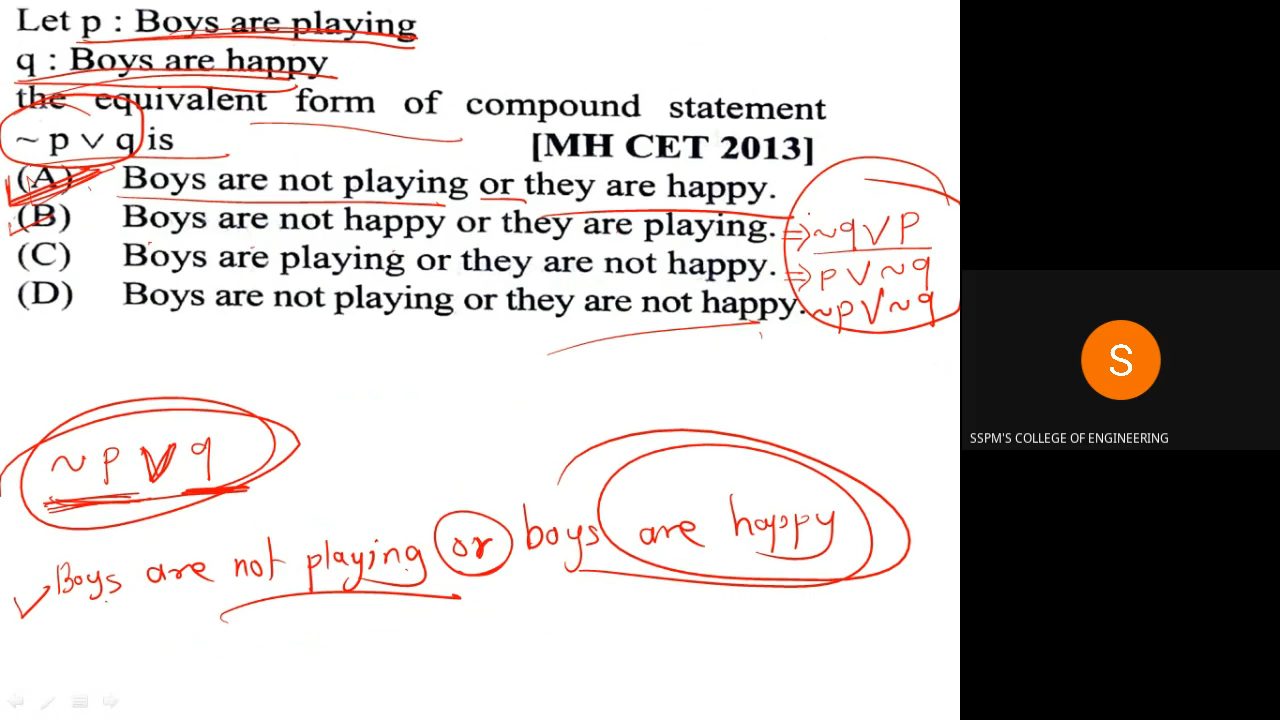 Let p : Boys are playing
q : Boys are happy
the equivalent form of compound statement
~ p ∨ q is [MH CET 2013]
(A) Boys are not playing or they are happy.
(B) Boys are not happy or they are playing. ⇒ ~q ∨ p
(C) Boys are playing or they are not happy. ⇒ p ∨ ~q
(D) Boys are not playing or they are not happy. ~p ∨ ~q
~ p ∨ q
Boys are not playing or boys are happy
S
SSPM'S COLLEGE OF ENGINEERING